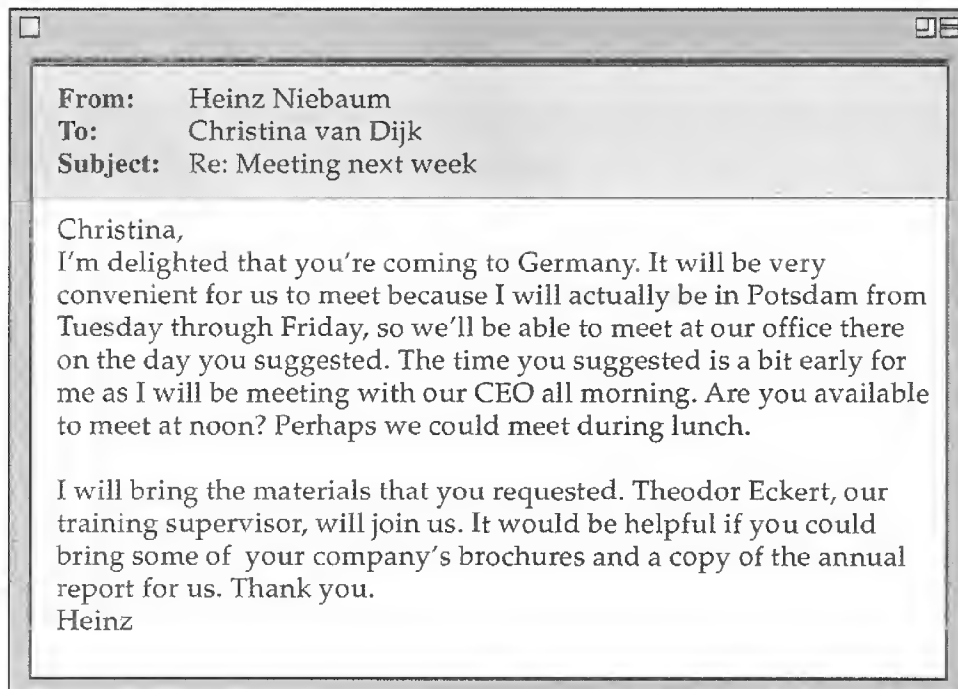 From: Heinz Niebaum
To: Christina van Dijk
Subject: Re: Meeting next week
Christina,
I'm delighted that you're coming to Germany. It will be very
convenient for us to meet because I will actually be in Potsdam from
Tuesday through Friday, so we'll be able to meet at our office there
on the day you suggested. The time you suggested is a bit early for
me as I will be meeting with our CEO all morning. Are you available
to meet at noon? Perhaps we could meet during lunch.
I will bring the materials that you requested. Theodor Eckert, our
training supervisor, will join us. It would be helpful if you could
bring some of your company's brochures and a copy of the annual
report for us. Thank you.
Heinz